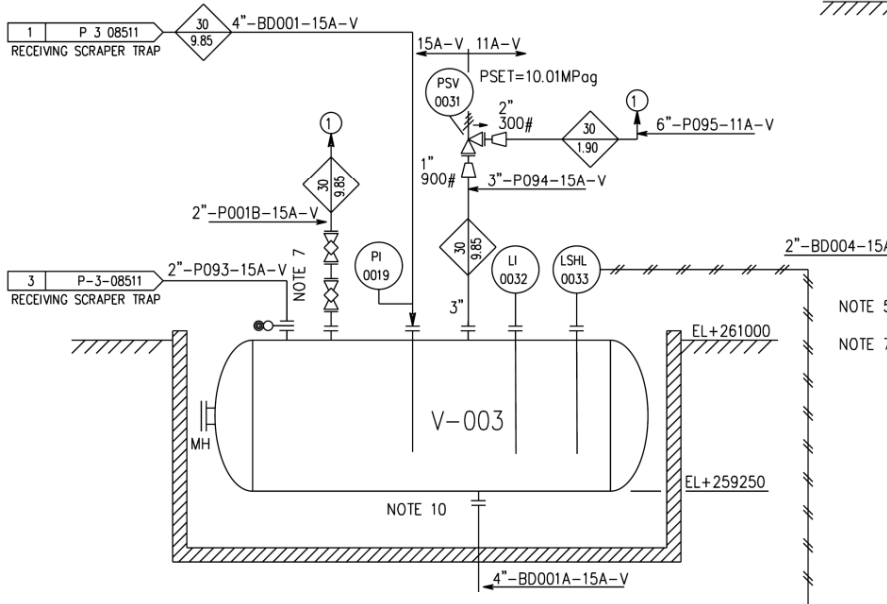 1 P 3 08511
RECEIVING SCRAPER TRAP
30
9.85
4"-BD001-15A-V
15A-V 11A-V
PSV
0031
PSET=10.01MPag
2"
300#
1
30
1.90
6"-P095-11A-V
1"
900#
3"-P094-15A-V
1
30
9.85
2"-P001B-15A-V
NOTE 7
3 P-3-08511
RECEIVING SCRAPER TRAP
2"-P093-15A-V
PI
0019
30
9.85
3"
LI
0032
LSHL
0033
2"-BD004-15A
NOTE 5
NOTE 7
EL+261000
V-003
MH
EL+259250
NOTE 10
4"-BD001A-15A-V